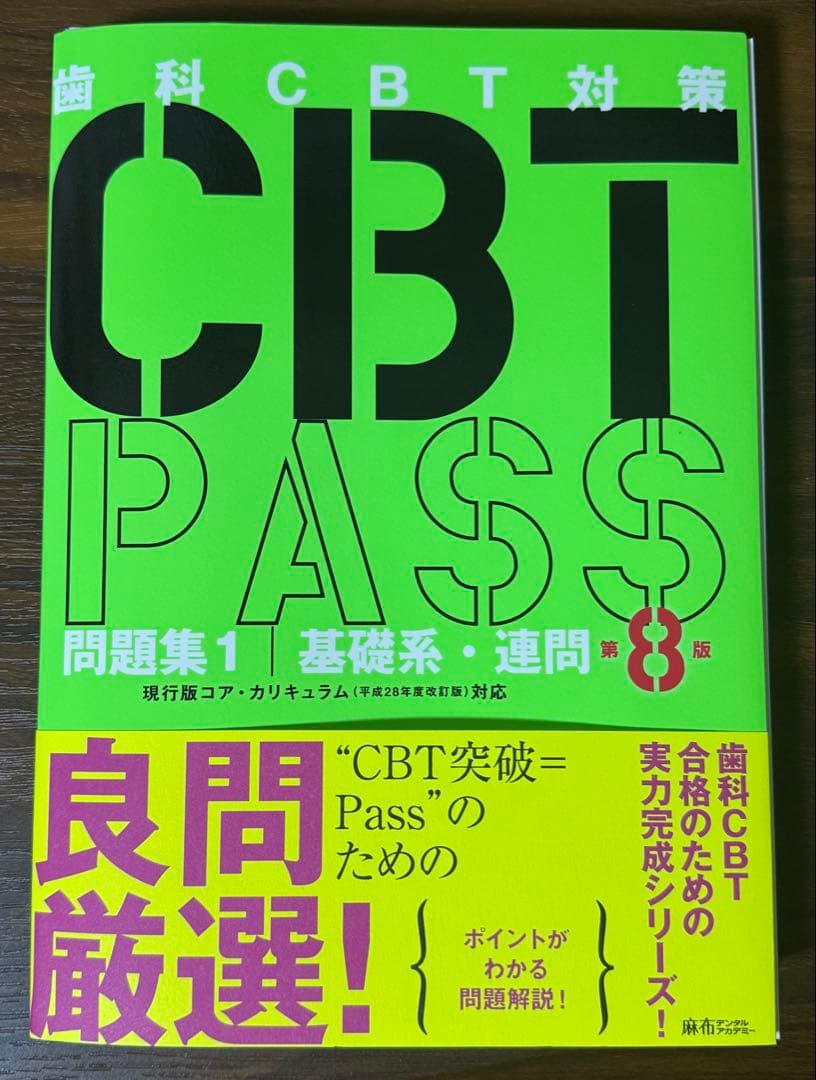 歯科CBT対策
CBT
PASS
問題集1 基礎系・連問 第8版
現行版コア・カリキュラム(平成28年度改訂版)対応
良問
厳選!
“CBT突破=
Pass”の
ための
ポイントが
わかる
問題解説!
歯科CBT
合格のための
実力完成シリーズ!
麻布デンタル
アカデミー